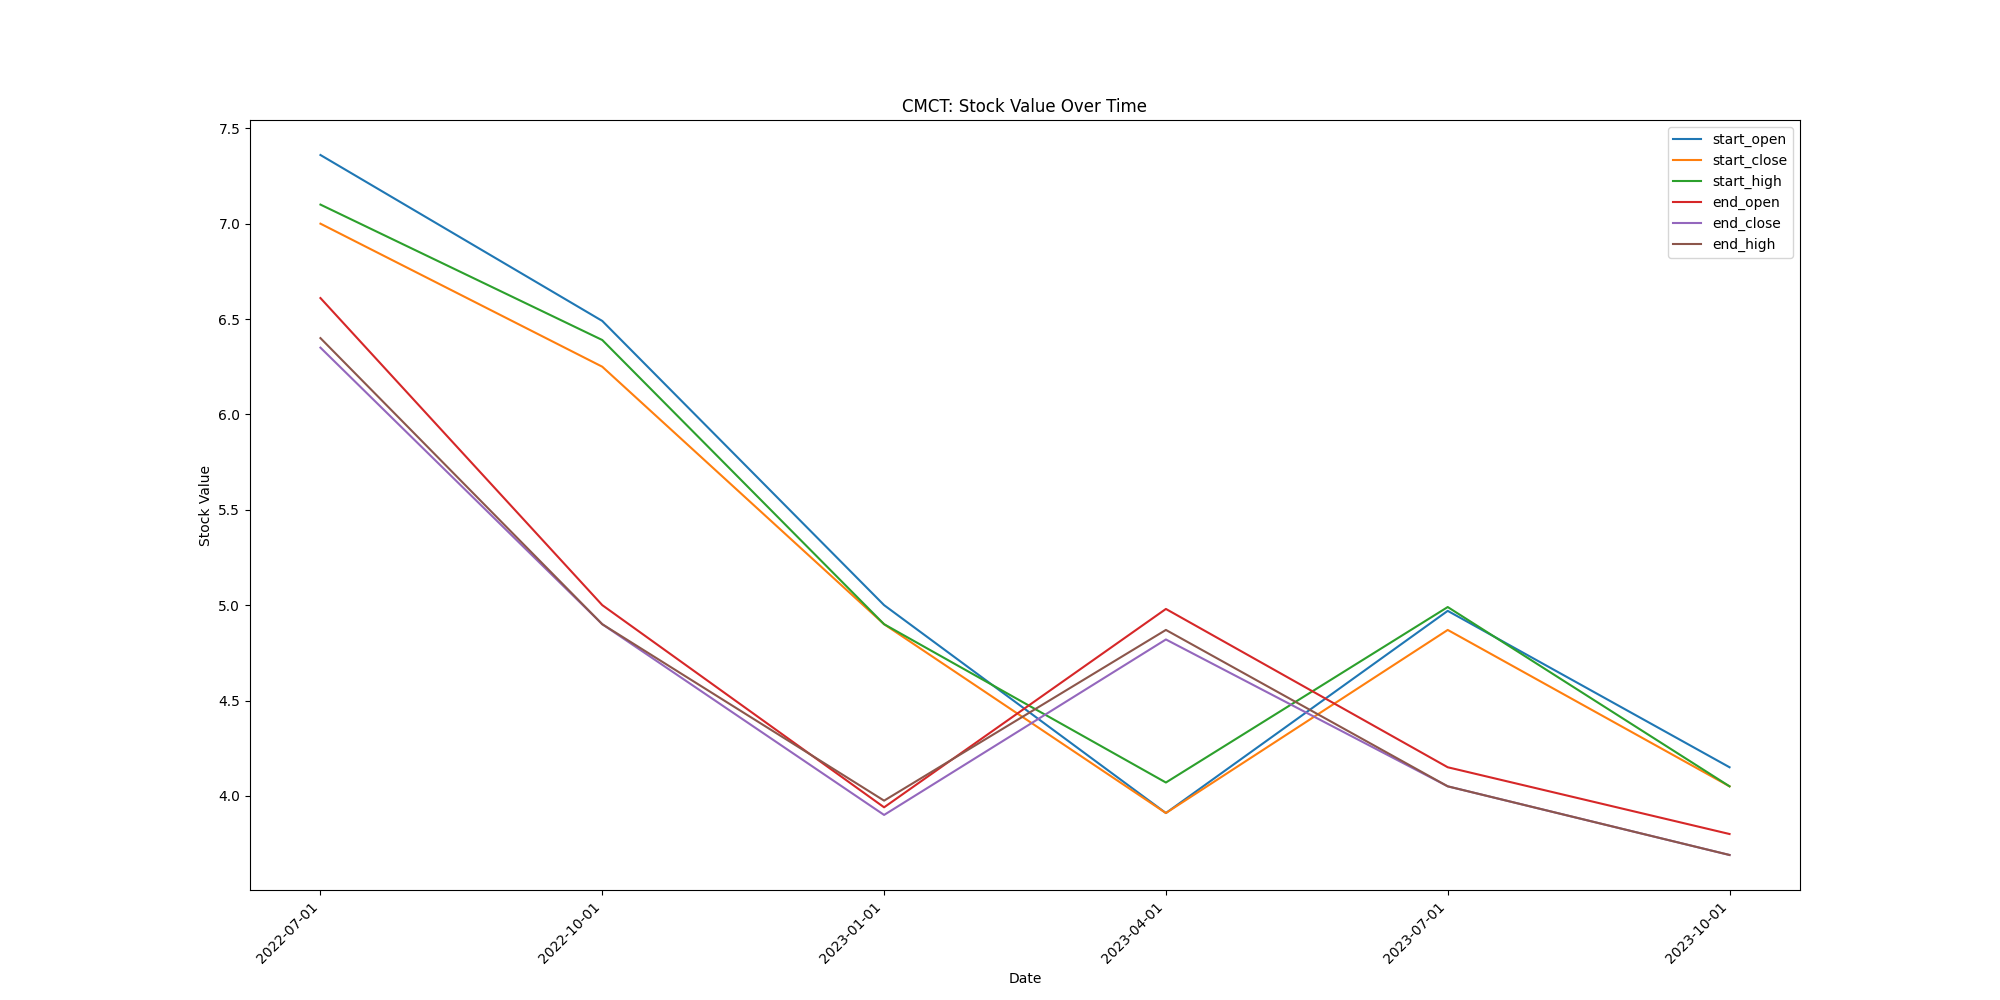 CMCT: Stock Value Over Time
7.5
7.0
6.5
6.0
5.5
5.0
4.5
4.0
Stock Value
start_open
start_close
start_high
end_open
end_close
end_high
2022-07-01
2022-10-01
2023-01-01
2023-04-01
2023-07-01
2023-10-01
Date